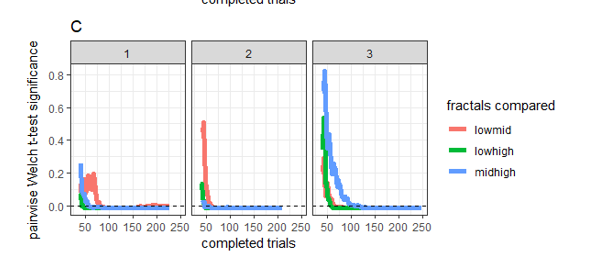 completed trials
C
1 2 3
pairwise Welch t-test significance
0.8
0.6
0.4
0.2
0.0
50 100 150 200 250 50 100 150 200 250 50 100 150 200 250
completed trials
fractals compared
lowmid
lowhigh
midhigh